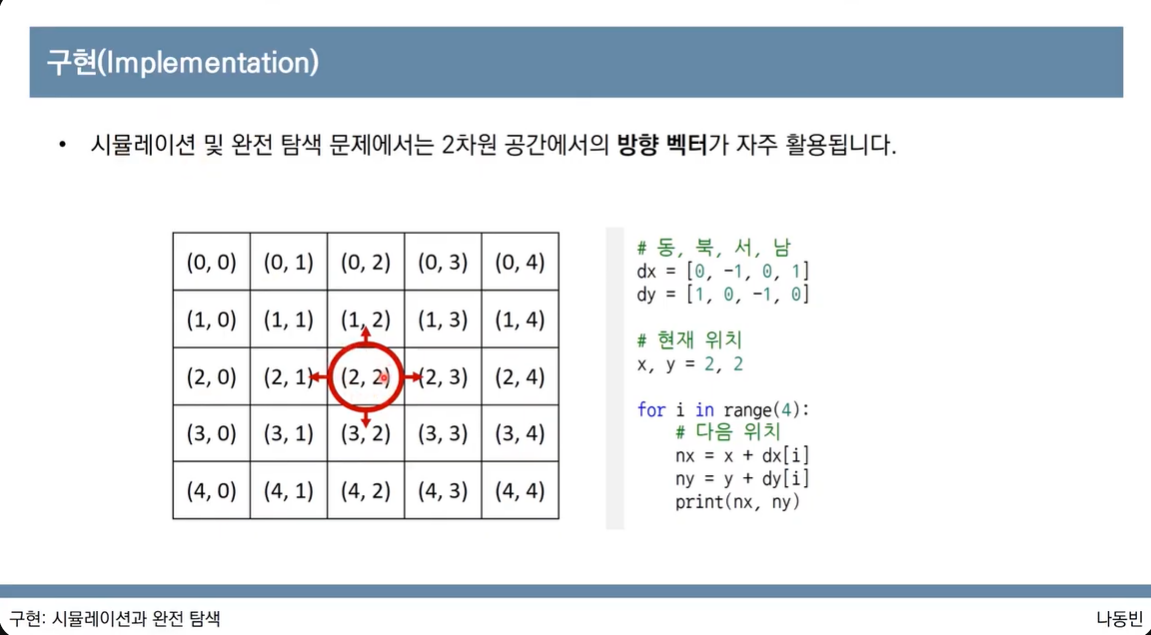 구현(Implementation)
• 시뮬레이션 및 완전 탐색 문제에서는 2차원 공간에서의 방향 벡터가 자주 활용됩니다.
(0, 0) (0, 1) (0, 2) (0, 3) (0, 4)
(1, 0) (1, 1) (1, 2) (1, 3) (1, 4)
(2, 0) (2, 1) (2, 2) (2, 3) (2, 4)
(3, 0) (3, 1) (3, 2) (3, 3) (3, 4)
(4, 0) (4, 1) (4, 2) (4, 3) (4, 4)
# 동, 북, 서, 남
dx = [0, -1, 0, 1]
dy = [1, 0, -1, 0]
# 현재 위치
x, y = 2, 2
for i in range(4):
# 다음 위치
nx = x + dx[i]
ny = y + dy[i]
print(nx, ny)
구현: 시뮬레이션과 완전 탐색
나동빈